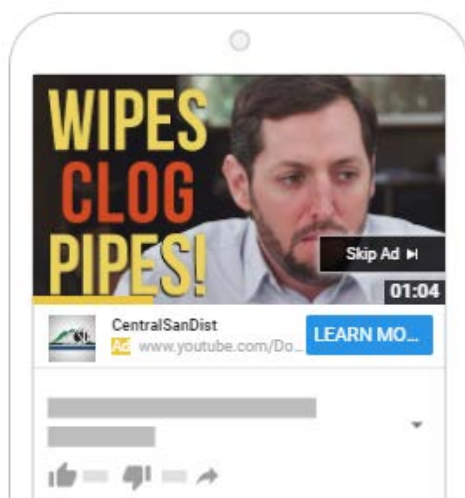 WIPES
CLOG
PIPES!
Skip Ad
01:04
CentralSanDist
Ad www.youtube.com/Do...
LEARN MO...